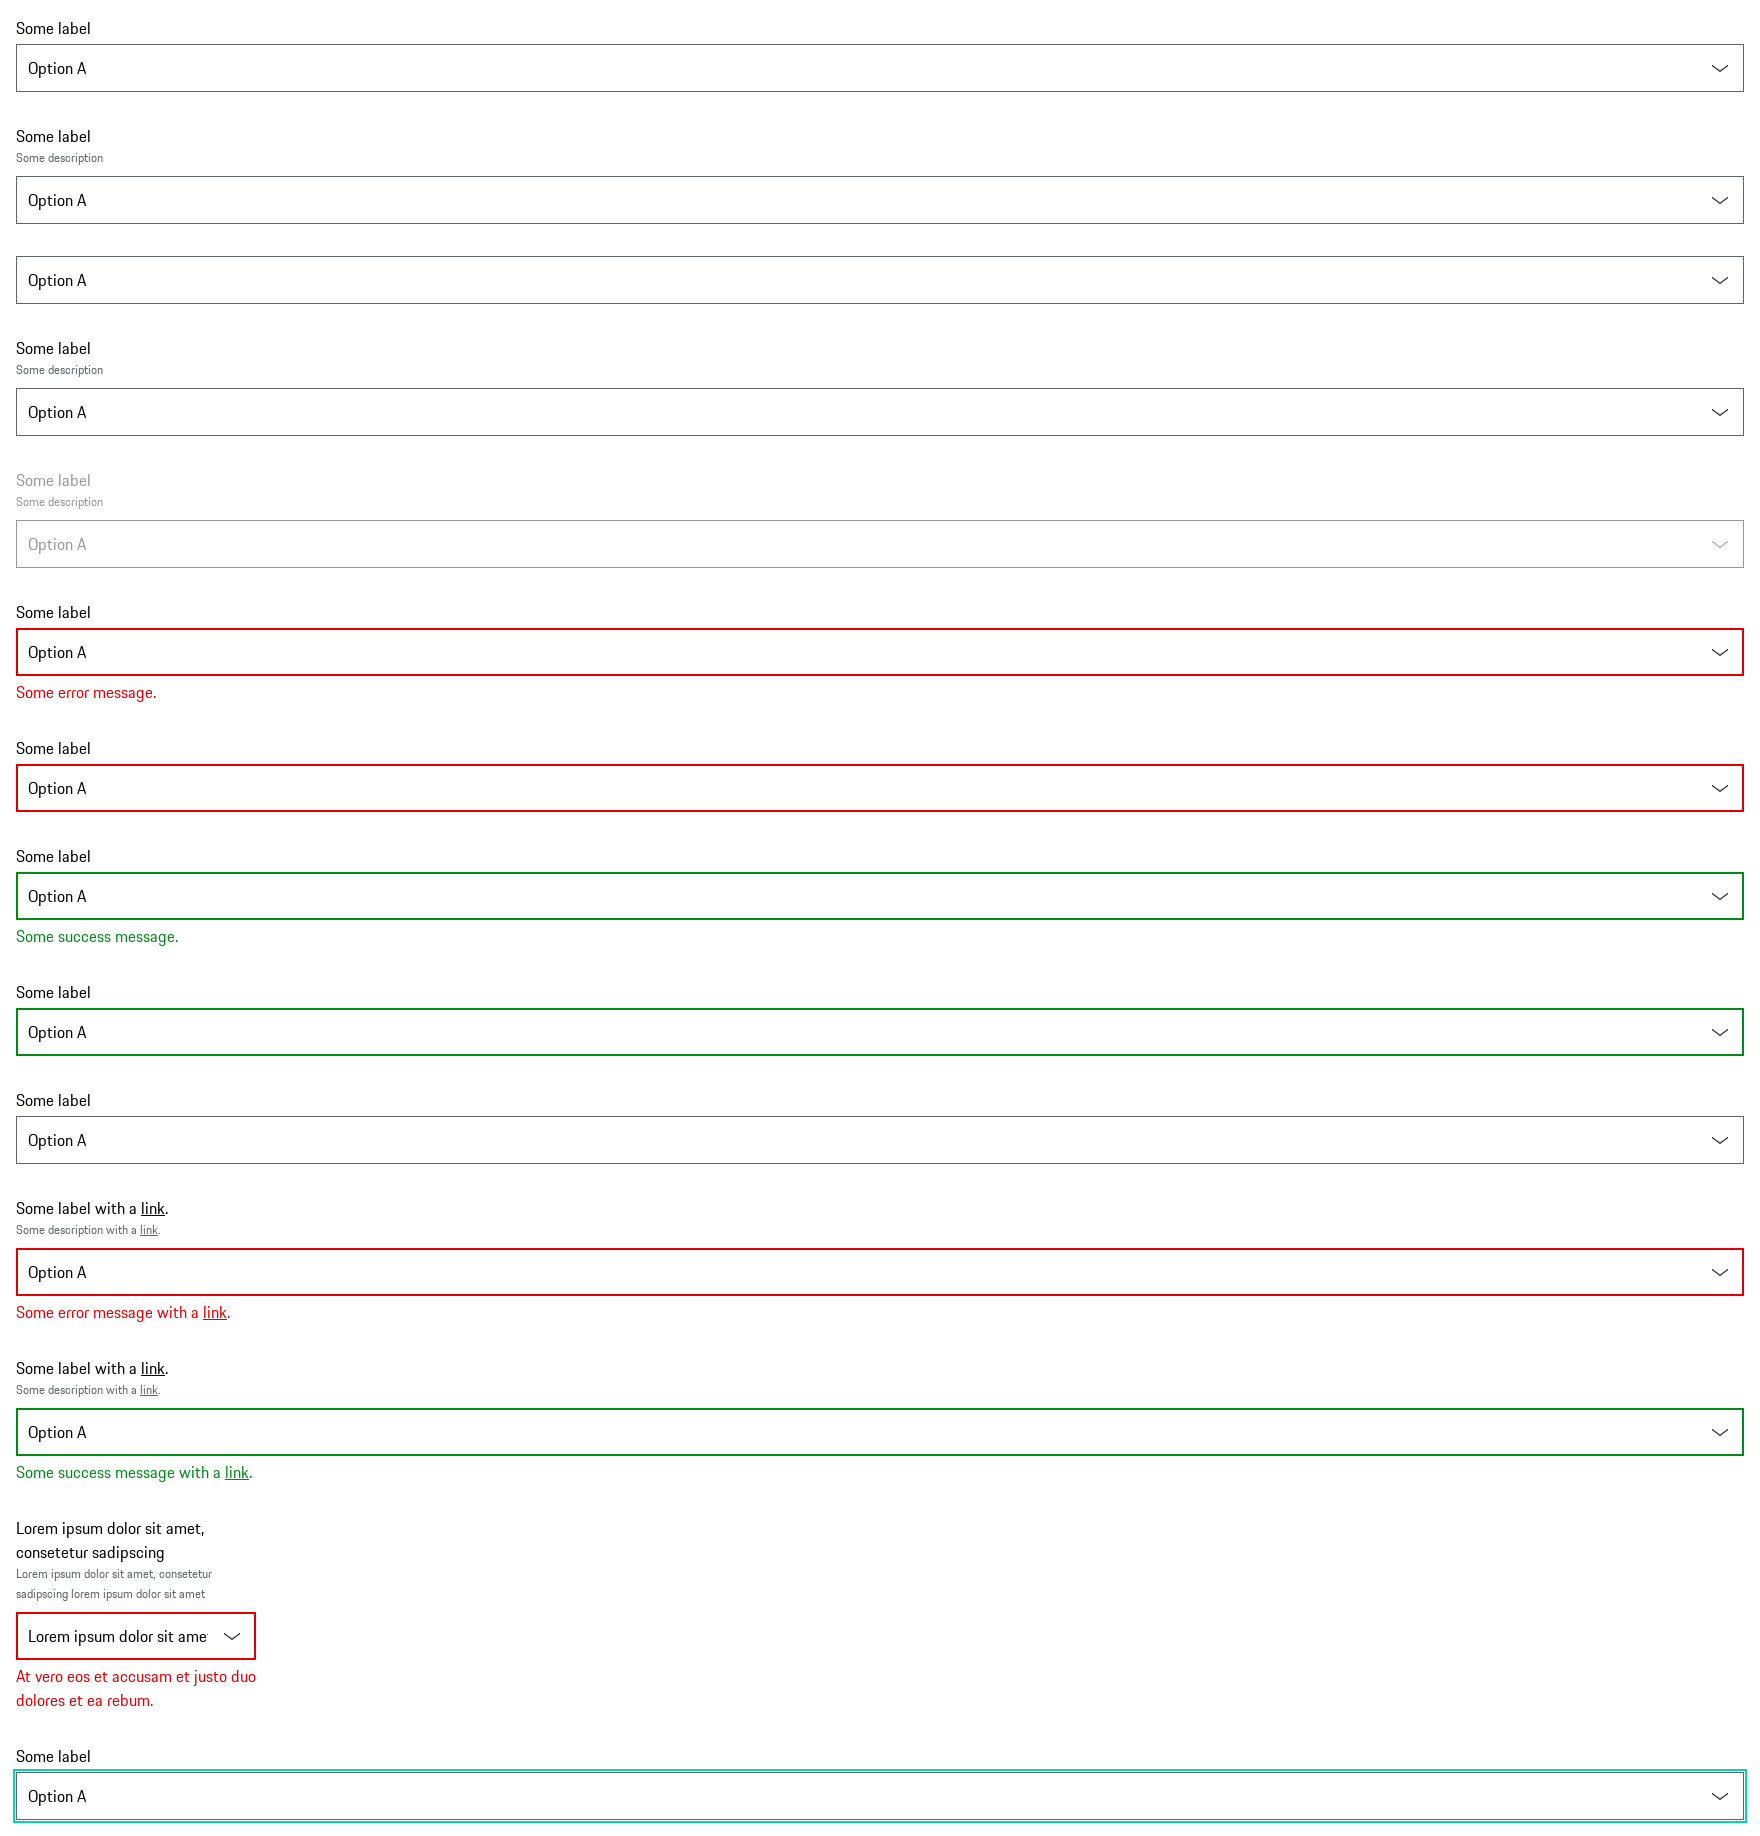 Some label
Option A
Some label
Some description
Option A
Option A
Some label
Some description
Option A
Some label
Some description
Option A
Some label
Option A
Some error message.
Some label
Option A
Some label
Option A
Some success message.
Some label
Option A
Some label
Option A
Some label with a link.
Some description with a link.
Option A
Some error message with a link.
Some label with a link.
Some description with a link.
Option A
Some success message with a link.
Lorem ipsum dolor sit amet,
consetetur sadipscing
Lorem ipsum dolor sit amet, consetetur
sadipscing lorem ipsum dolor sit amet
Lorem ipsum dolor sit ame
At vero eos et accusam et justo duo
dolores et ea rebum.
Some label
Option A